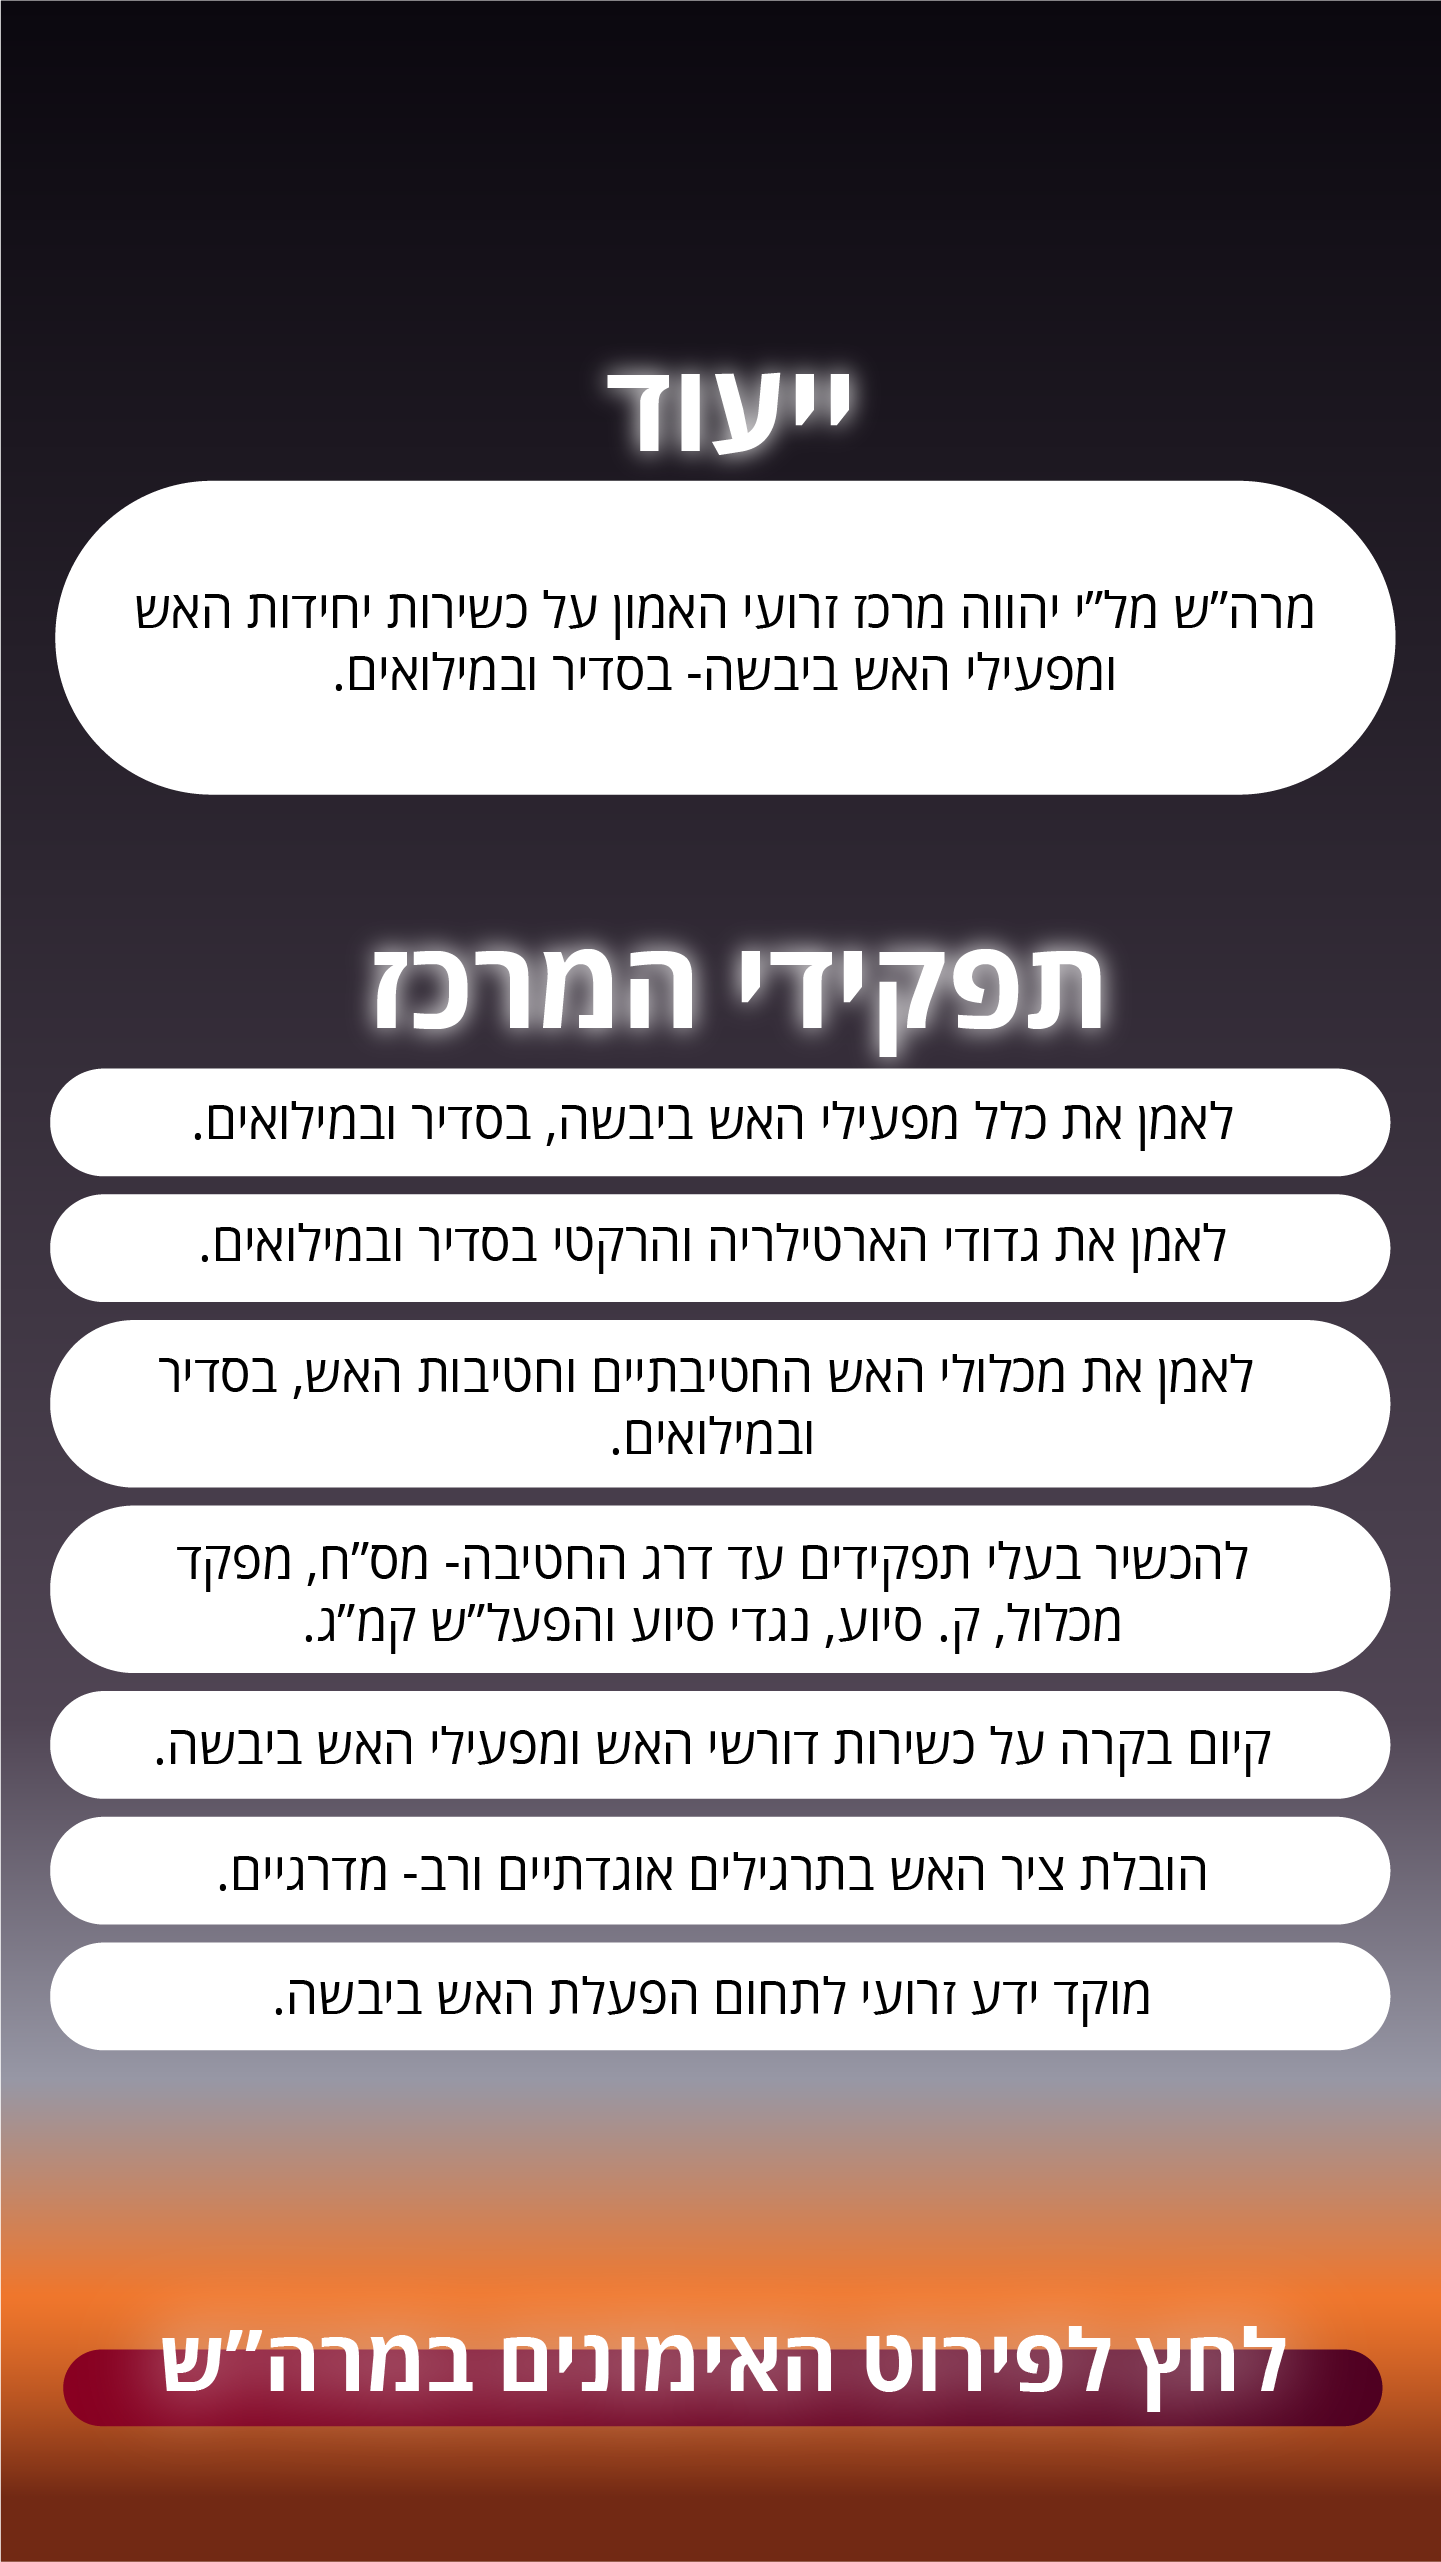 ייעוד
מרה״ש מל״י יהווה מרכז זרועי האמון על כשירות יחידות האש
ומפעילי האש ביבשה- בסדיר ובמילואים.
תפקידי המרכז
לאמן את כלל מפעילי האש ביבשה, בסדיר ובמילואים.
לאמן את גדודי הארטילריה והרקטי בסדיר ובמילואים.
לאמן את מכלולי האש החטיבתיים וחטיבות האש, בסדיר
ובמילואים.
להכשיר בעלי תפקידים עד דרג החטיבה- מס״ח, מפקד
מכלול, ק. סיוע, נגדי סיוע והפעל״ש קמ״ג.
קיום בקרה על כשירות דורשי האש ומפעילי האש ביבשה.
הובלת ציר האש בתרגילים אוגדתיים ורב- מדרגיים.
מוקד ידע זרועי לתחום הפעלת האש ביבשה.
לחץ לפירוט האימונים במרה״ש